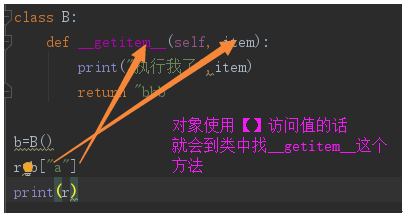 class B:
def __getitem__(self, item):
print("执行我了",item)
return "bbb"
b=B()
r=b["a"]
print(r)
对象使用【】访问值的话
就会到类中找__getitem__这个
方法